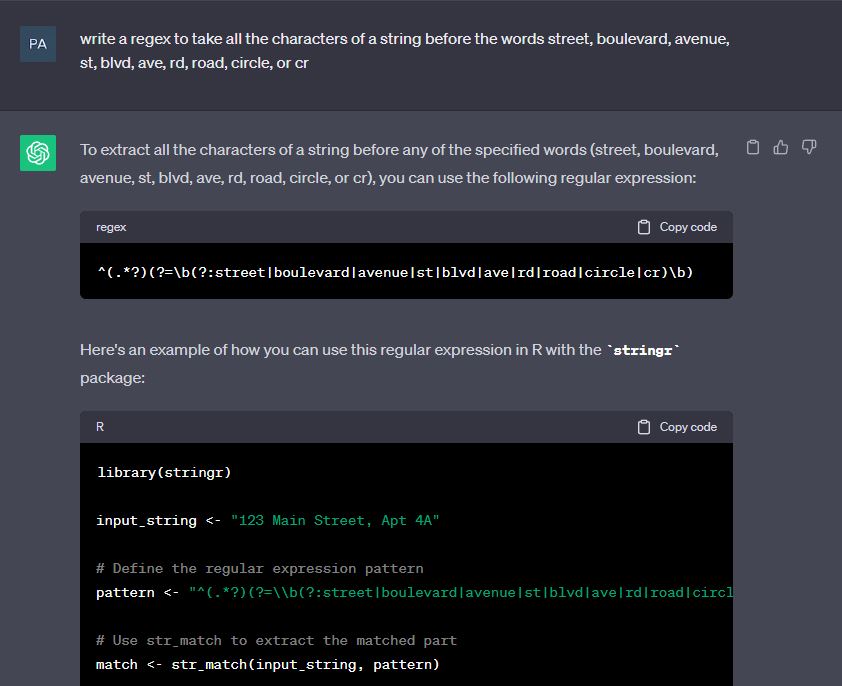 PA
write a regex to take all the characters of a string before the words street, boulevard, avenue,
st, blvd, ave, rd, road, circle, or cr
To extract all the characters of a string before any of the specified words (street, boulevard,
avenue, st, blvd, ave, rd, road, circle, or cr), you can use the following regular expression:
regex Copy code
^(.*?)(?=\b(?:street|boulevard|avenue|st|blvd|ave|rd|road|circle|cr)\b)
Here's an example of how you can use this regular expression in R with the `stringr`
package:
R Copy code
library(stringr)
input_string <- "123 Main Street, Apt 4A"
# Define the regular expression pattern
pattern <- "^(.*?)(?=\\b(?:street|boulevard|avenue|st|blvd|ave|rd|road|circl
# Use str_match to extract the matched part
match <- str_match(input_string, pattern)